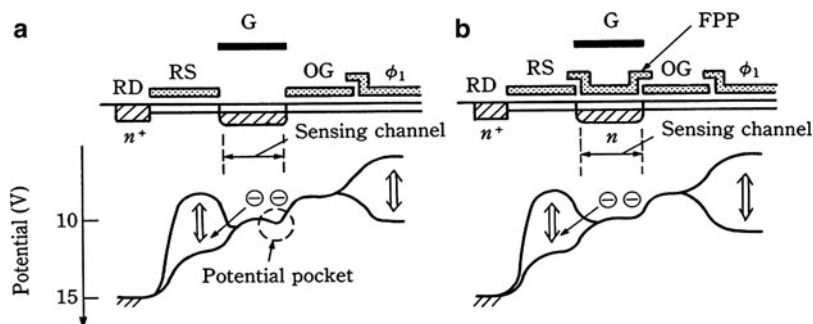 a
G
RD
RS
OG
ϕ₁
n⁺
Sensing channel
Potential (V)
10
15
Potential pocket
b
G
FPP
RD
RS
OG
ϕ₁
n⁺
n
Sensing channel